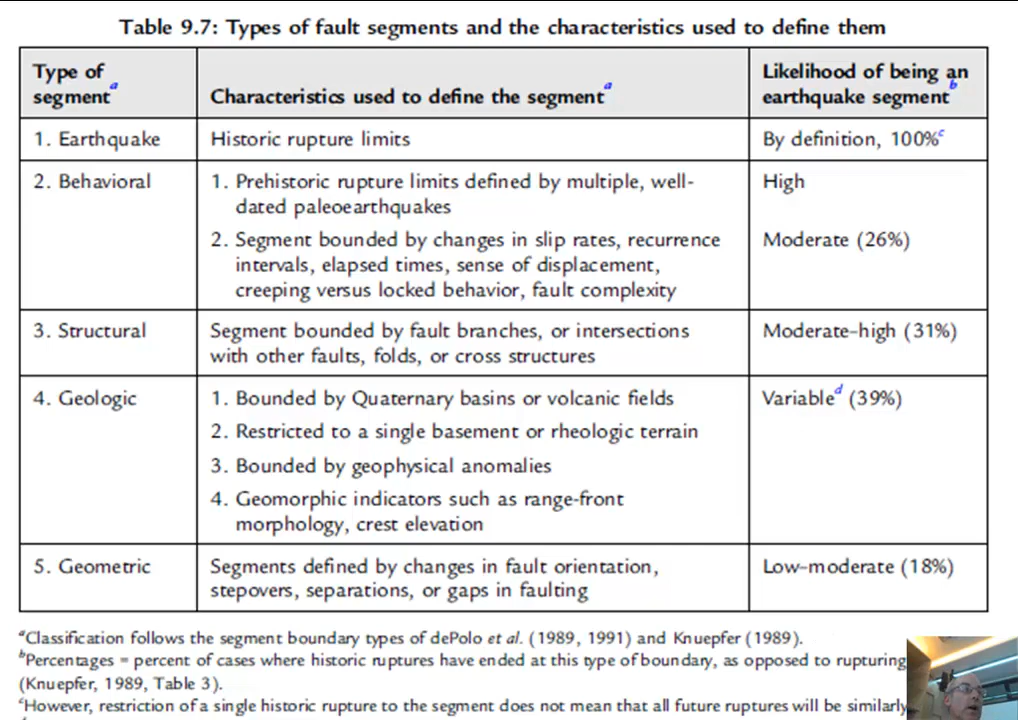 Table 9.7: Types of fault segments and the characteristics used to define them
Type of
segment^a
Characteristics used to define the segment^a
Likelihood of being an
earthquake segment^b
1. Earthquake
Historic rupture limits
By definition, 100%^c
2. Behavioral
1. Prehistoric rupture limits defined by multiple, well-
dated paleoearthquakes
High
2. Segment bounded by changes in slip rates, recurrence
intervals, elapsed times, sense of displacement,
creeping versus locked behavior, fault complexity
Moderate (26%)
3. Structural
Segment bounded by fault branches, or intersections
with other faults, folds, or cross structures
Moderate–high (31%)
4. Geologic
1. Bounded by Quaternary basins or volcanic fields
2. Restricted to a single basement or rheologic terrain
3. Bounded by geophysical anomalies
4. Geomorphic indicators such as range-front
morphology, crest elevation
Variable^d (39%)
5. Geometric
Segments defined by changes in fault orientation,
stepovers, separations, or gaps in faulting
Low–moderate (18%)
^aClassification follows the segment boundary types of dePolo et al. (1989, 1991) and Knuepfer (1989).
^bPercentages = percent of cases where historic ruptures have ended at this type of boundary, as opposed to rupturing
(Knuepfer, 1989, Table 3).
^cHowever, restriction of a single historic rupture to the segment does not mean that all future ruptures will be similarly